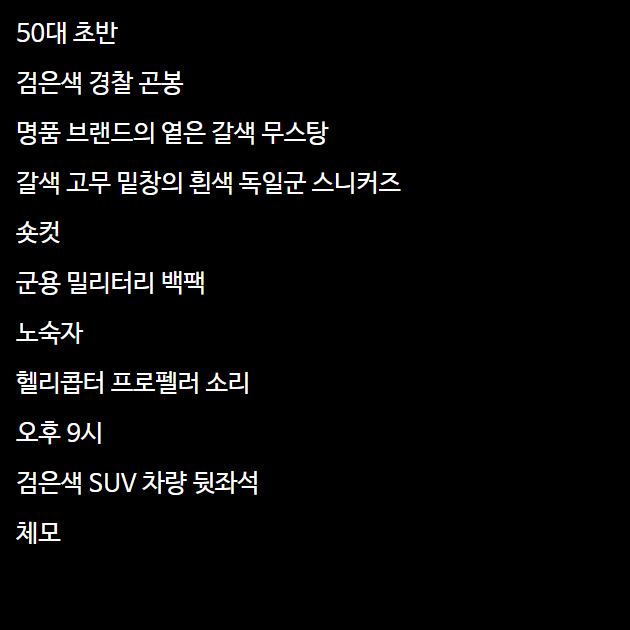 50대 초반
검은색 경찰 곤봉
명품 브랜드의 옅은 갈색 무스탕
갈색 고무 밑창의 흰색 독일군 스니커즈
숏컷
군용 밀리터리 백팩
노숙자
헬리콥터 프로펠러 소리
오후 9시
검은색 SUV 차량 뒷좌석
체모